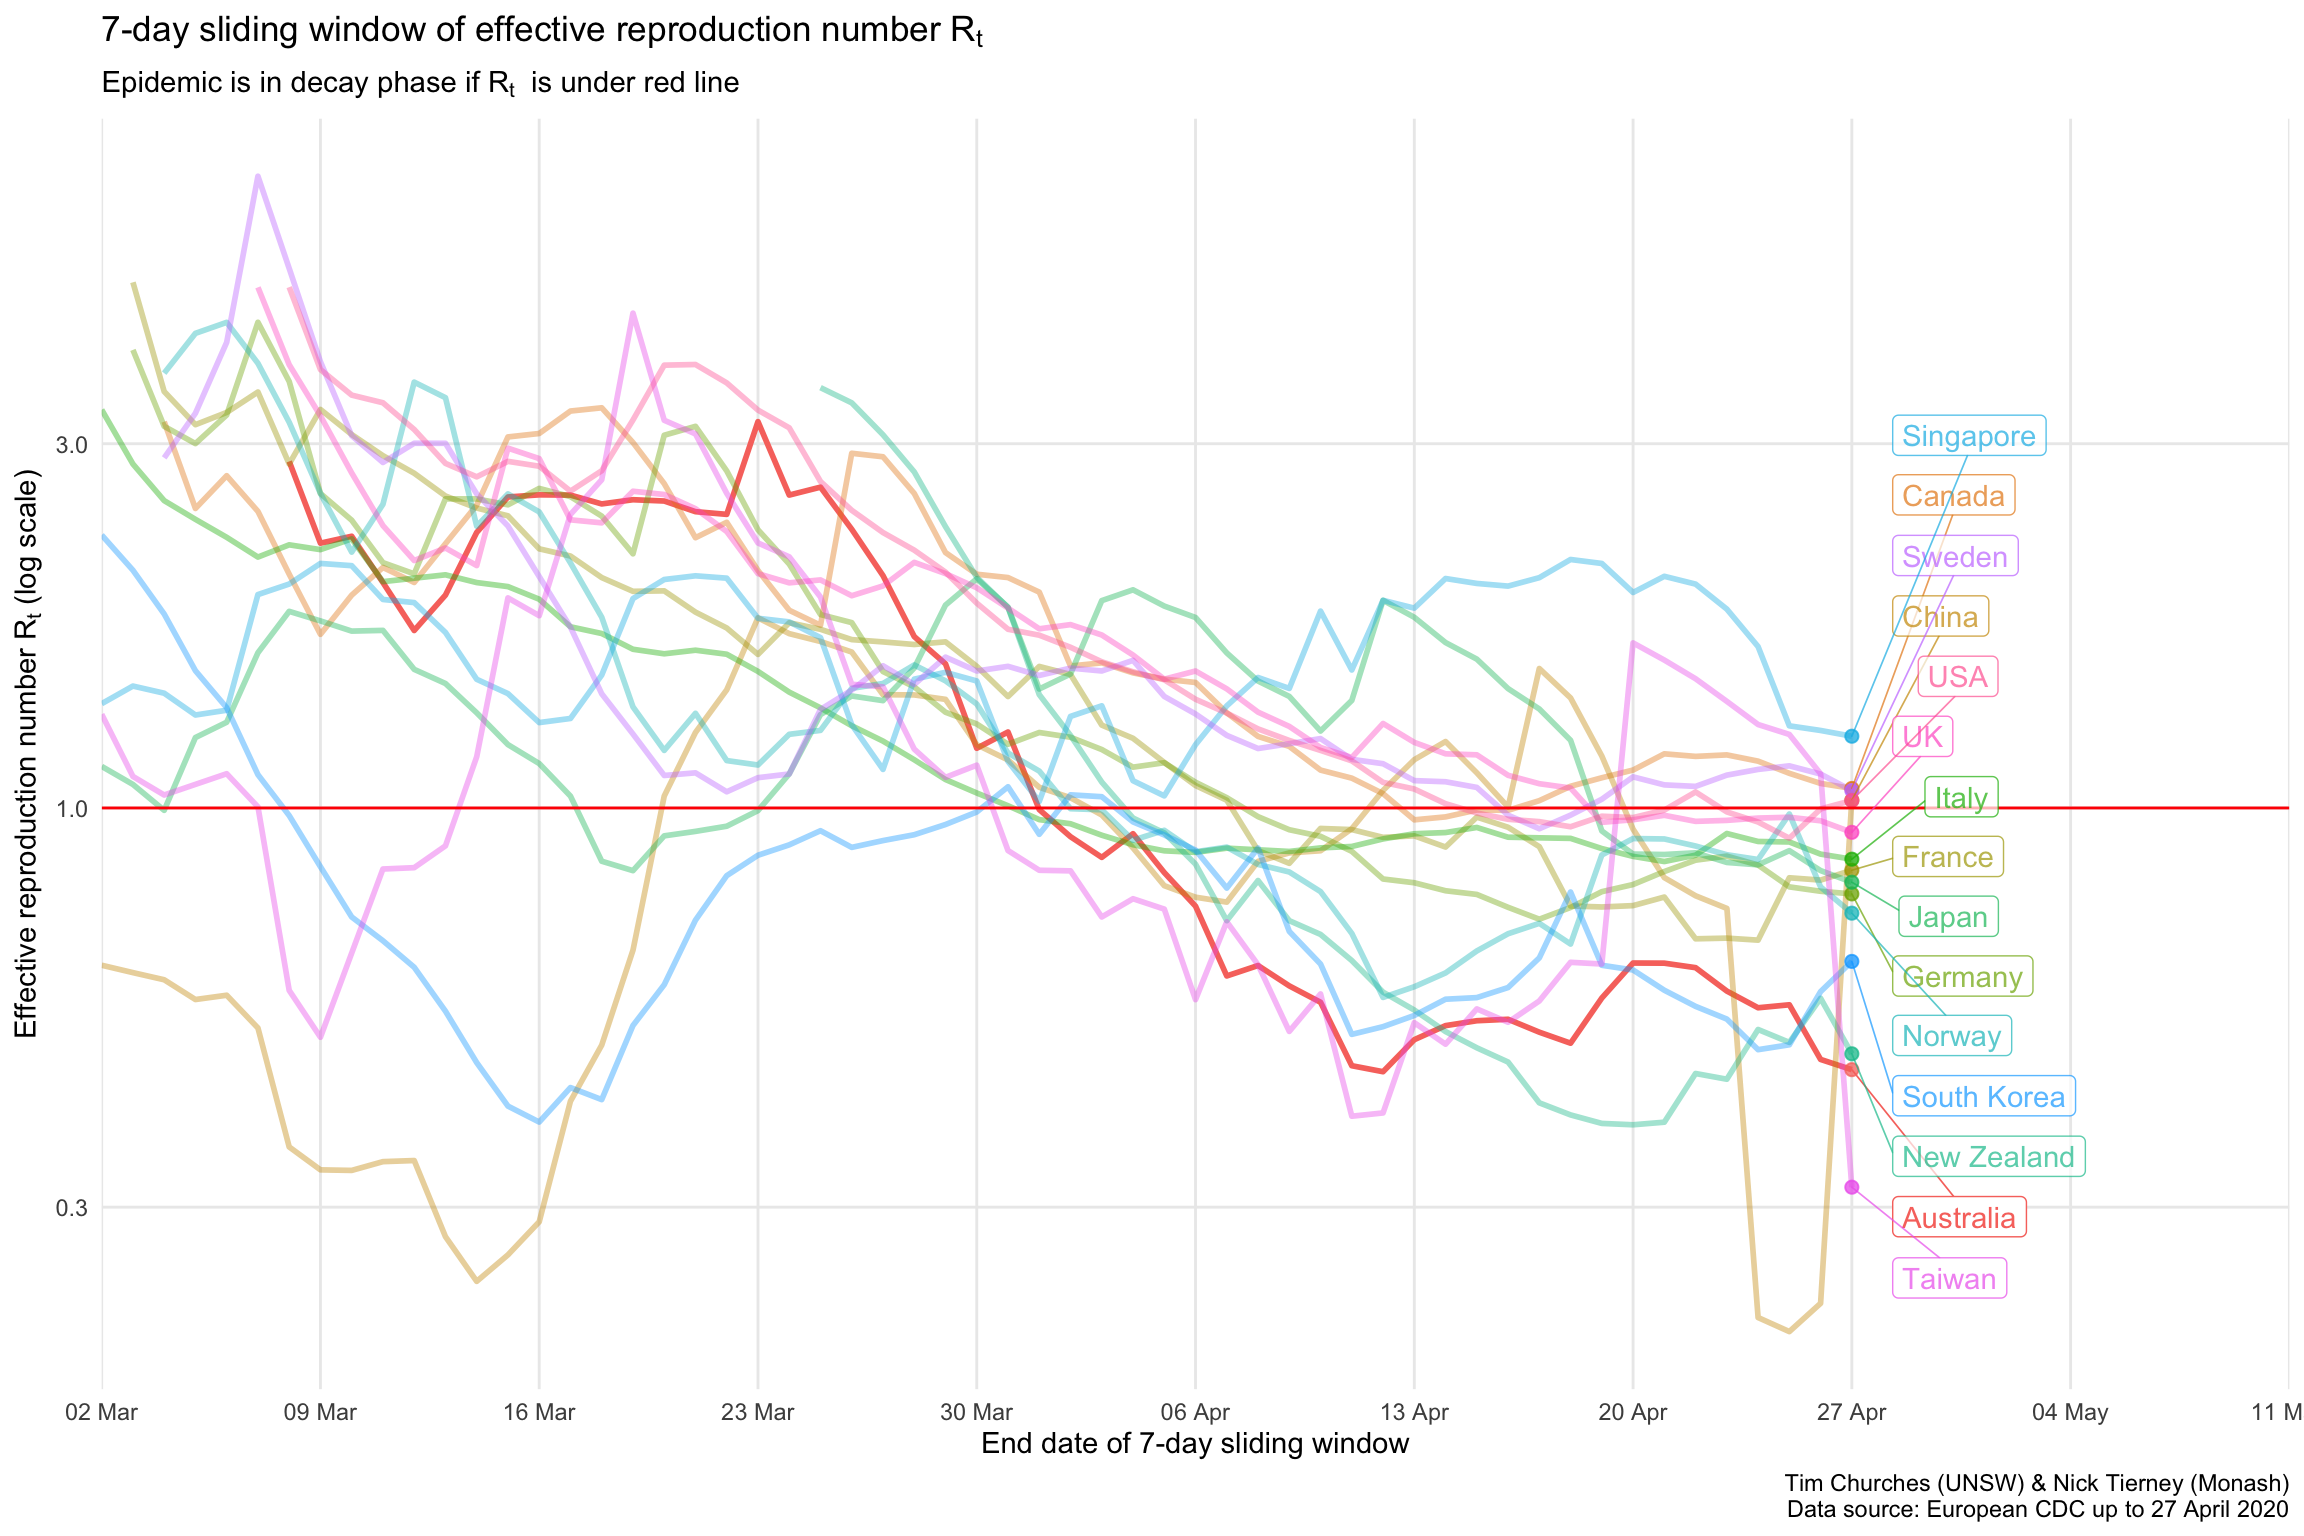 7-day sliding window of effective reproduction number Rt
Epidemic is in decay phase if Rt is under red line
Effective reproduction number Rt (log scale)
3.0
1.0
0.3
Singapore
Canada
Sweden
China
USA
UK
Italy
France
Japan
Germany
Norway
South Korea
New Zealand
Australia
Taiwan
02 Mar
09 Mar
16 Mar
23 Mar
30 Mar
06 Apr
13 Apr
20 Apr
27 Apr
04 May
11 M
End date of 7-day sliding window
Tim Churches (UNSW) & Nick Tierney (Monash)
Data source: European CDC up to 27 April 2020